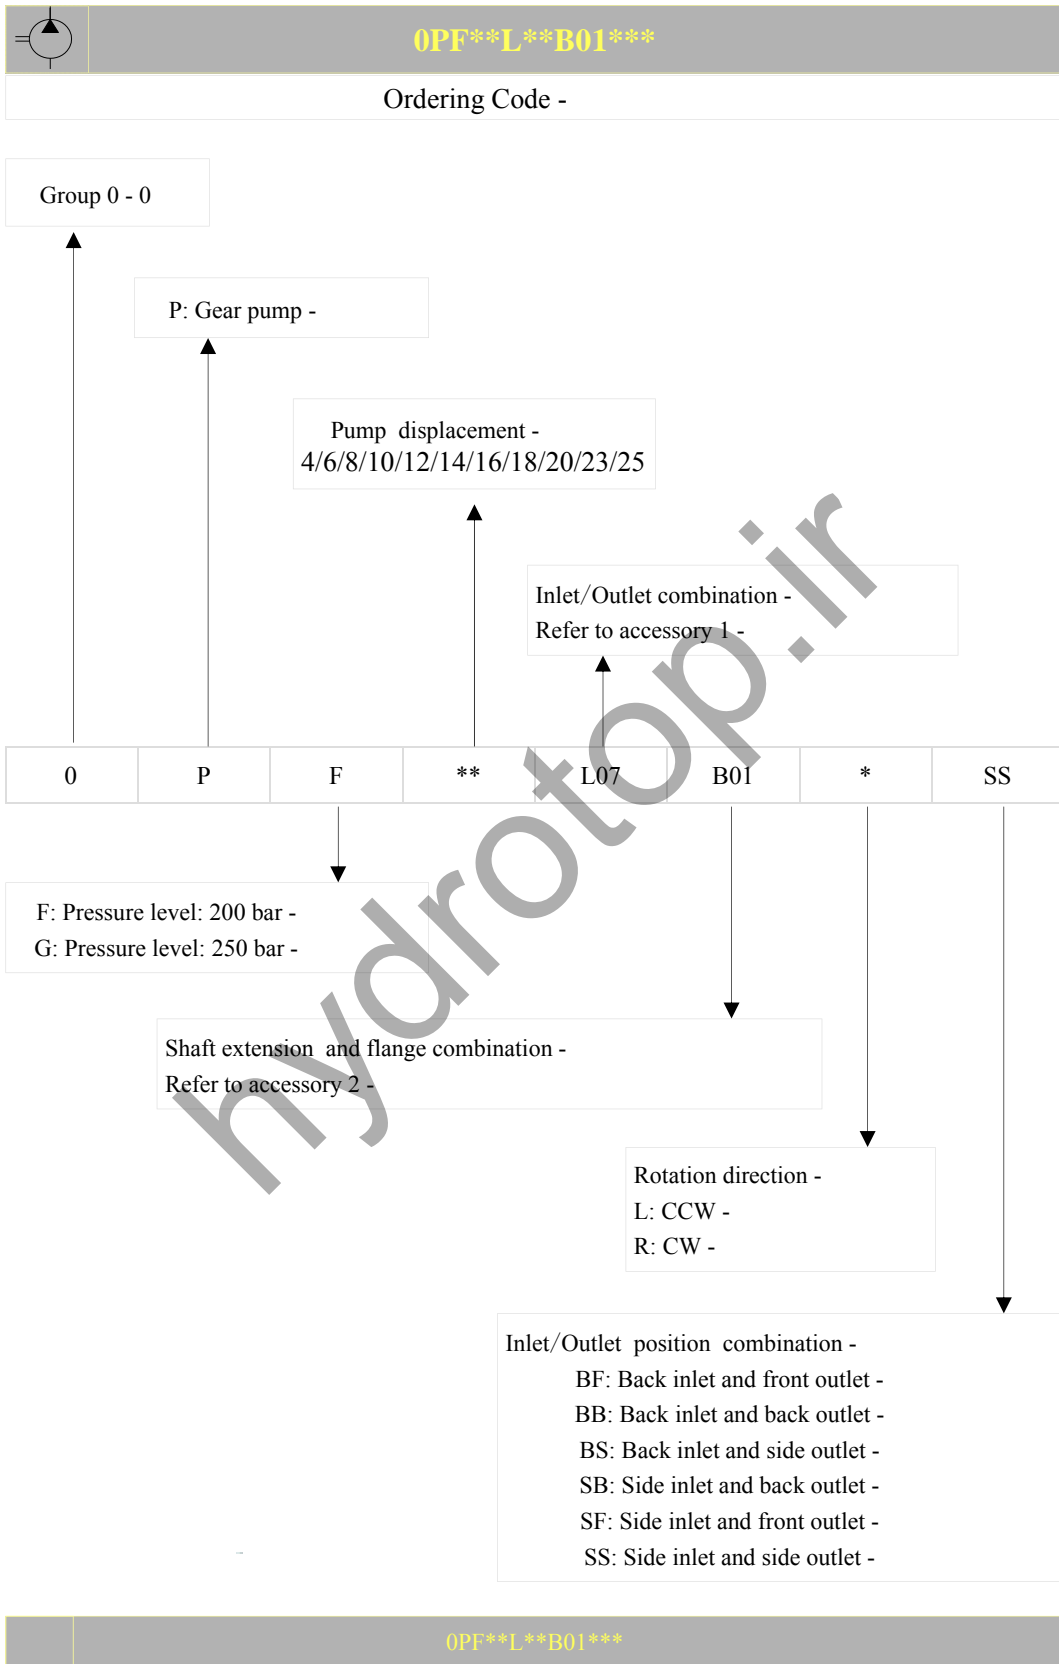 0PF**L**B01***
Ordering Code -
Group 0 - 0
P: Gear pump -
Pump displacement -
4/6/8/10/12/14/16/18/20/23/25
Inlet/Outlet combination -
Refer to accessory 1 -
0 P F ** L07 B01 * SS
F: Pressure level: 200 bar -
G: Pressure level: 250 bar -
Shaft extension and flange combination -
Refer to accessory 2 -
Rotation direction -
L: CCW -
R: CW -
Inlet/Outlet position combination -
BF: Back inlet and front outlet -
BB: Back inlet and back outlet -
BS: Back inlet and side outlet -
SB: Side inlet and back outlet -
SF: Side inlet and front outlet -
SS: Side inlet and side outlet -
0PF**L**B01***
hydrotop.ir